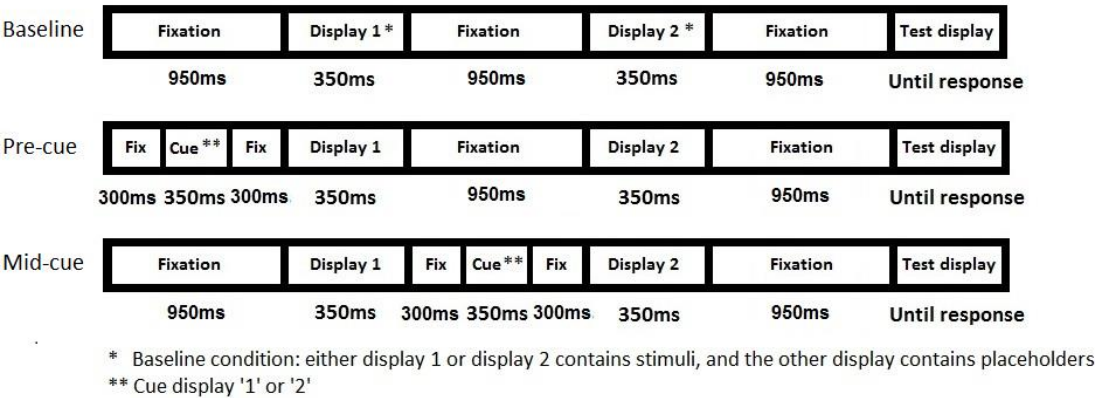 Baseline Fixation Display 1 * Fixation Display 2 * Fixation Test display
950ms 350ms 950ms 350ms 950ms Until response
Pre-cue Fix Cue ** Fix Display 1 Fixation Display 2 Fixation Test display
300ms 350ms 300ms 350ms 950ms 350ms 950ms Until response
Mid-cue Fixation Display 1 Fix Cue ** Fix Display 2 Fixation Test display
950ms 350ms 300ms 350ms 300ms 350ms 950ms Until response
* Baseline condition: either display 1 or display 2 contains stimuli, and the other display contains placeholders
** Cue display '1' or '2'